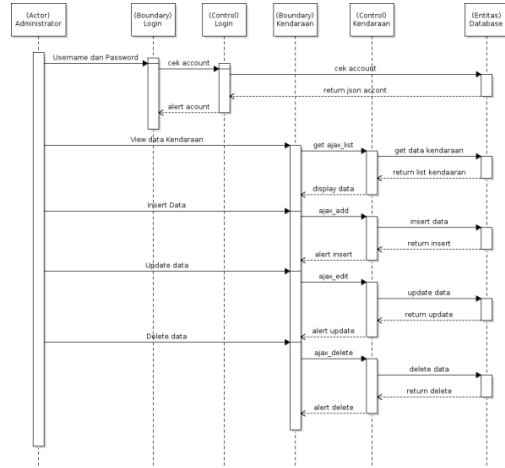 (Actor)
Administrator
(Boundary)
Login
(Control)
Login
(Boundary)
Kendaraan
(Control)
Kendaraan
(Entitas)
Database
Username dan Password
cek account
cek account
return json accont
alert acount
View data Kendaraan
get ajax_list
get data kendaraan
return list kendaaran
display data
Insert Data
ajax_add
insert data
return insert
alert insert
Update data
ajax_edit
update data
return update
alert update
Delete data
ajax_delete
delete data
return delete
alert delete